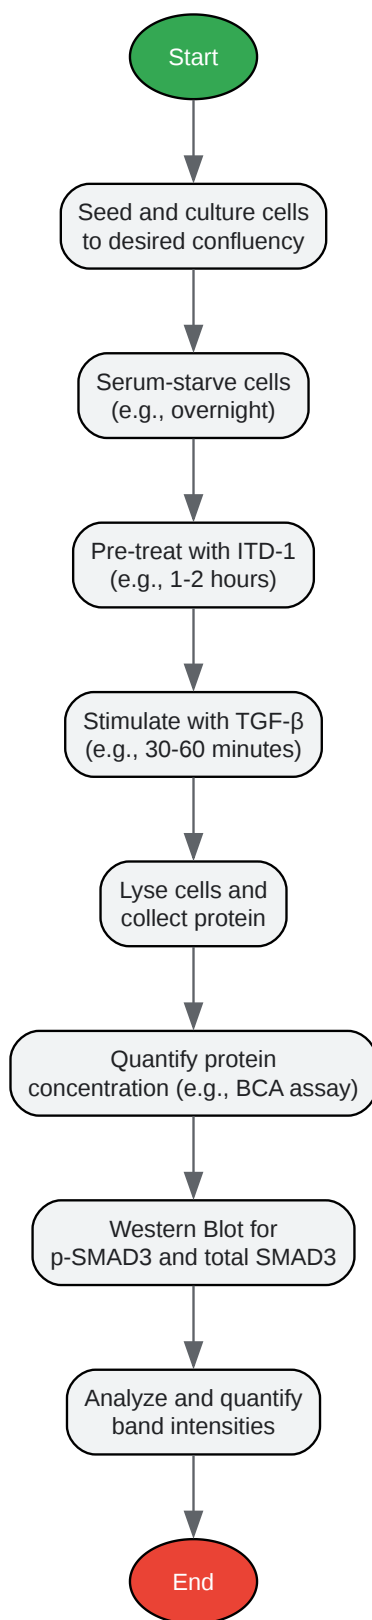 Start
Seed and culture cells
to desired confluency
Serum-starve cells
(e.g., overnight)
Pre-treat with ITD-1
(e.g., 1-2 hours)
Stimulate with TGF-β
(e.g., 30-60 minutes)
Lyse cells and
collect protein
Quantify protein
concentration (e.g., BCA assay)
Western Blot for
p-SMAD3 and total SMAD3
Analyze and quantify
band intensities
End